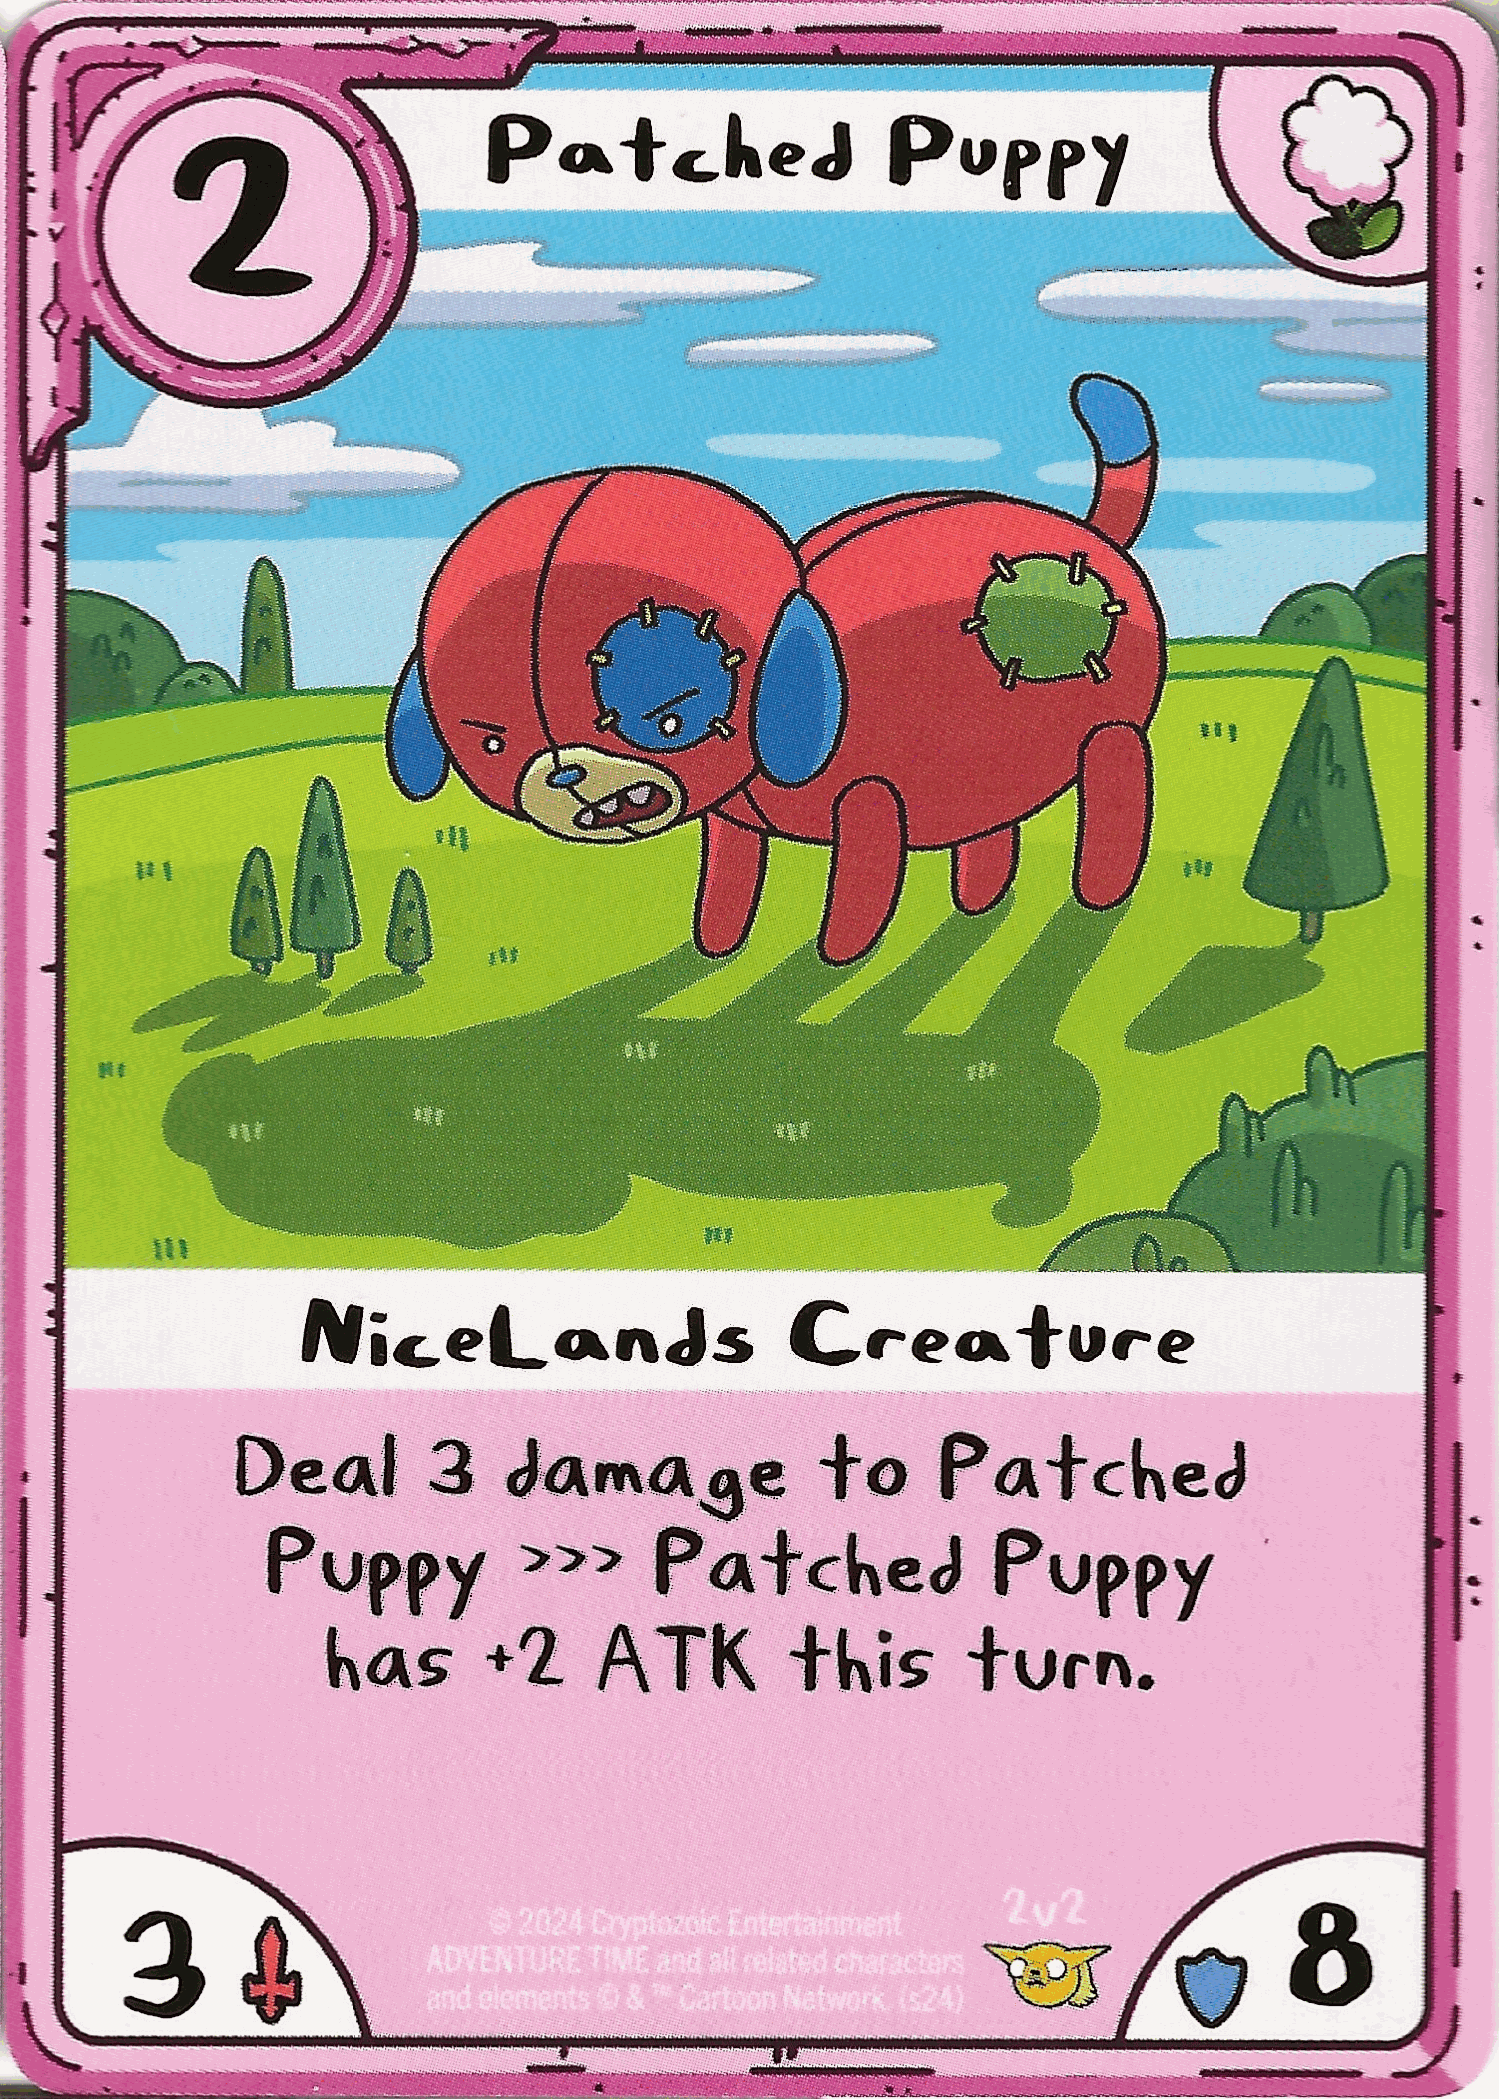 2
Patched Puppy
NiceLands Creature
Deal 3 damage to Patched
Puppy >>> Patched Puppy
has +2 ATK this turn.
3
© 2024 Cryptozoic Entertainment
ADVENTURE TIME and all related characters
and elements © & ™ Cartoon Network. (s24)
2v2
8